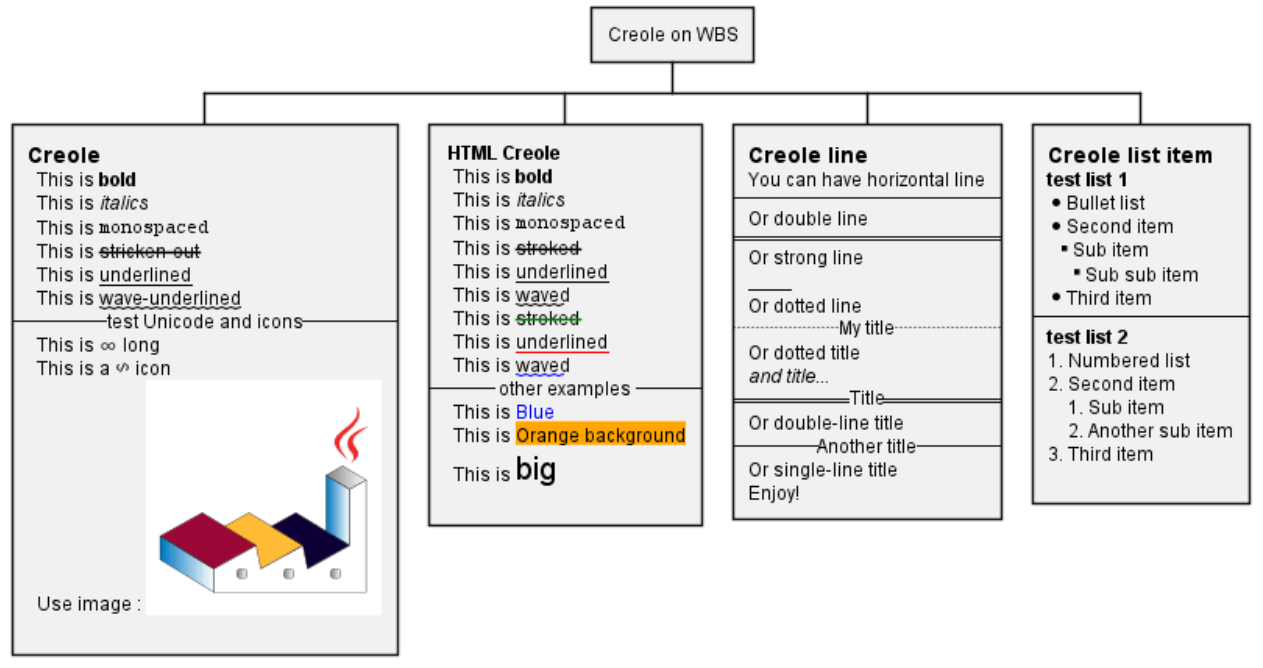 Creole on WBS
Creole
This is bold
This is italics
This is monospaced
This is stricken-out
This is underlined
This is wave-underlined
test Unicode and icons
This is ∞ long
This is a icon
Use image :
HTML Creole
This is bold
This is italics
This is monospaced
This is stroked
This is underlined
This is waved
This is stroked
This is underlined
This is waved
other examples
This is Blue
This is Orange background
This is big
Creole line
You can have horizontal line
Or double line
Or strong line
____
Or dotted line
My title
Or dotted title
and title...
Title
Or double-line title
Another title
Or single-line title
Enjoy!
Creole list item
test list 1
• Bullet list
• Second item
▪ Sub item
▪ Sub sub item
• Third item
test list 2
1. Numbered list
2. Second item
1. Sub item
2. Another sub item
3. Third item